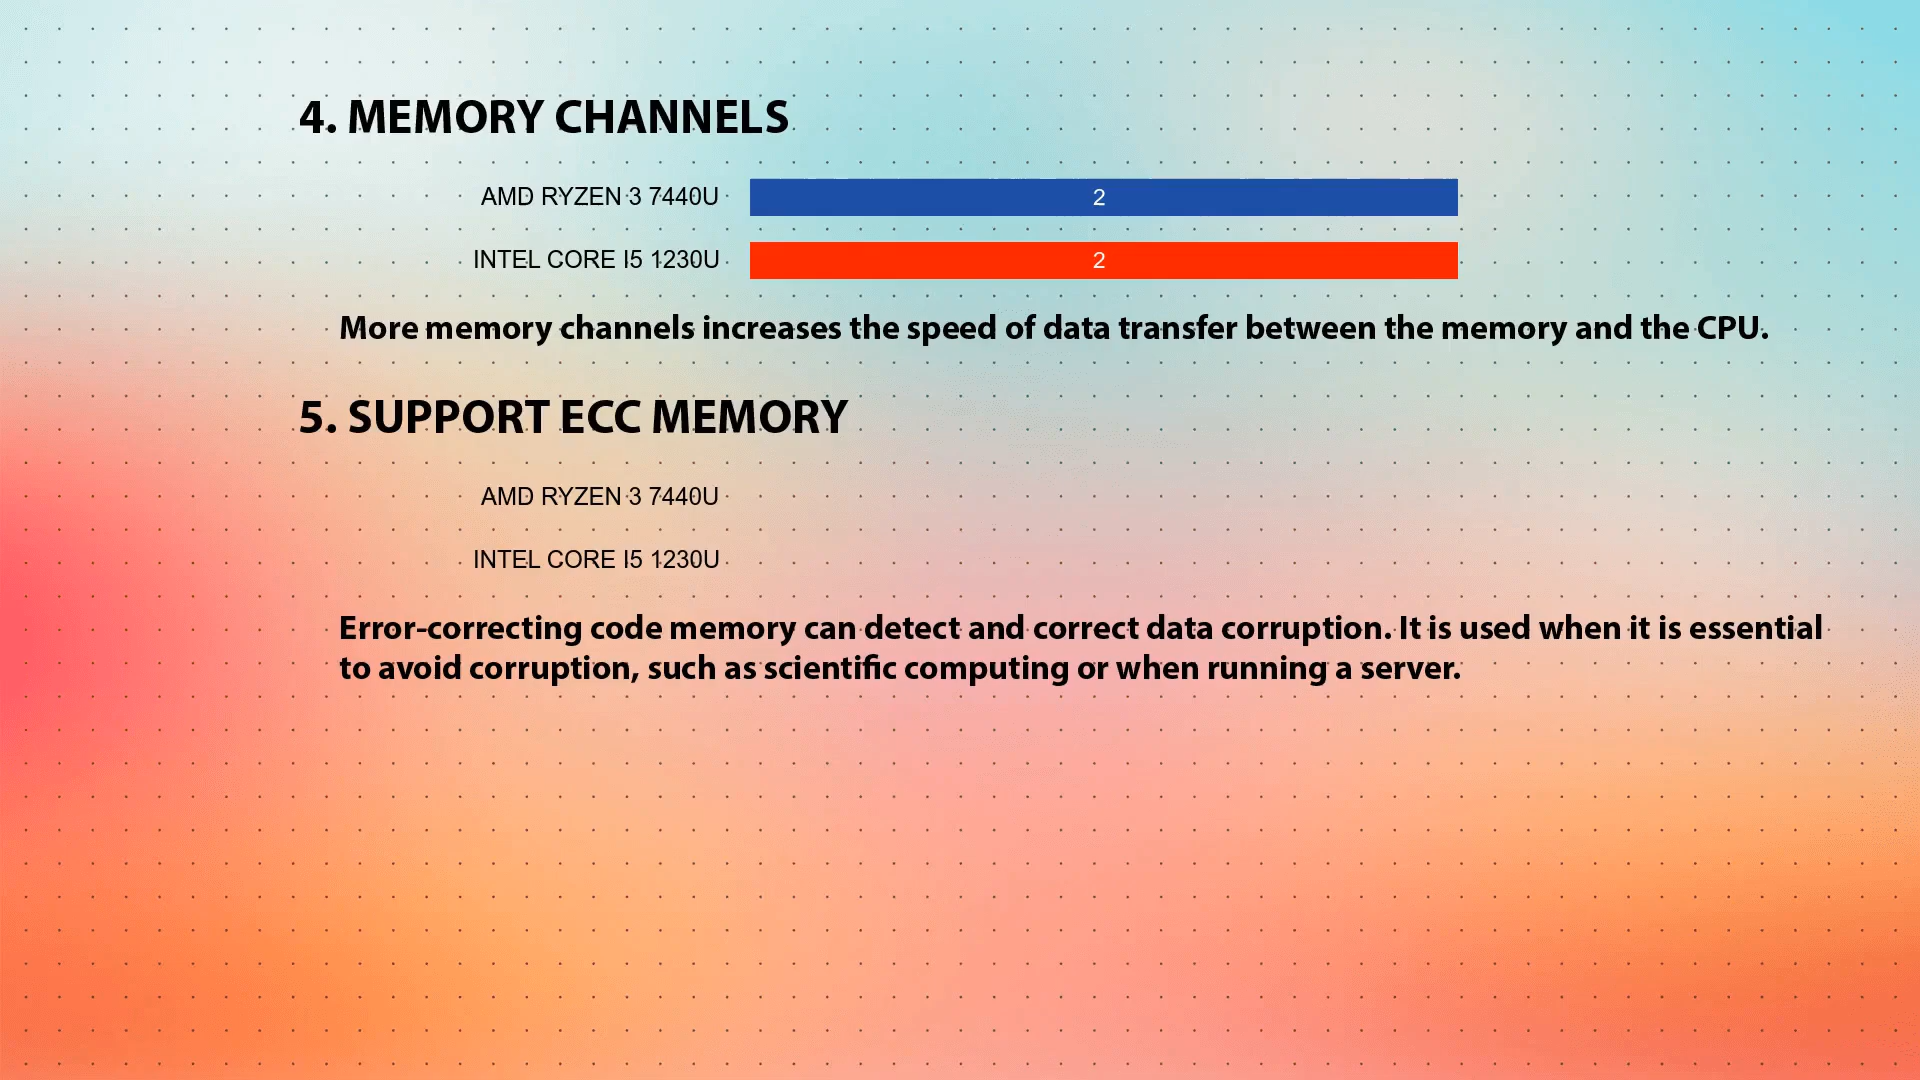 4. MEMORY CHANNELS
AMD RYZEN 3 7440U
2
INTEL CORE I5 1230U
2
More memory channels increases the speed of data transfer between the memory and the CPU.
5. SUPPORT ECC MEMORY
AMD RYZEN 3 7440U
INTEL CORE I5 1230U
Error-correcting code memory can detect and correct data corruption. It is used when it is essential
to avoid corruption, such as scientific computing or when running a server.